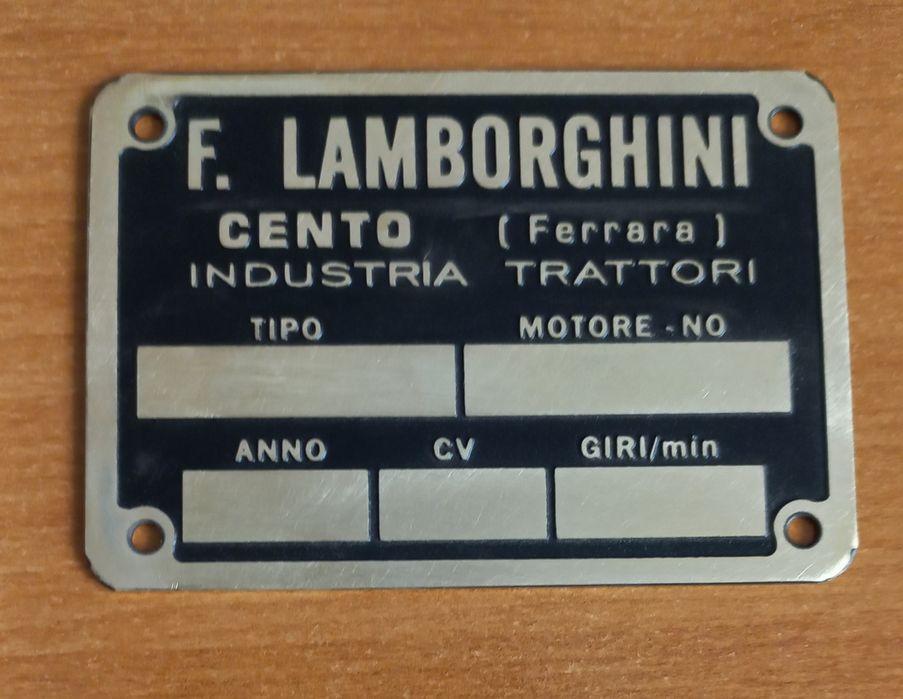 F. LAMBORGHINI
CENTO (Ferrara)
INDUSTRIA TRATTORI
TIPO MOTORE - NO
ANNO CV GIRI/min